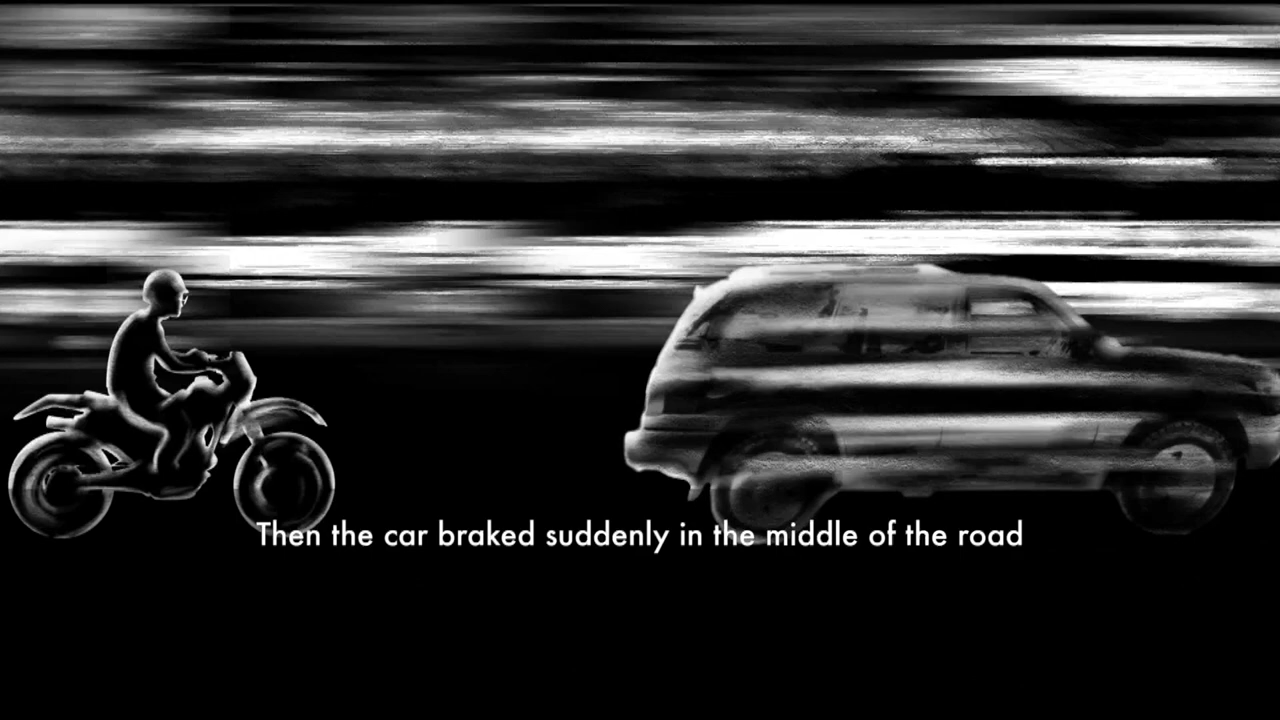 Then the car braked suddenly in the middle of the road